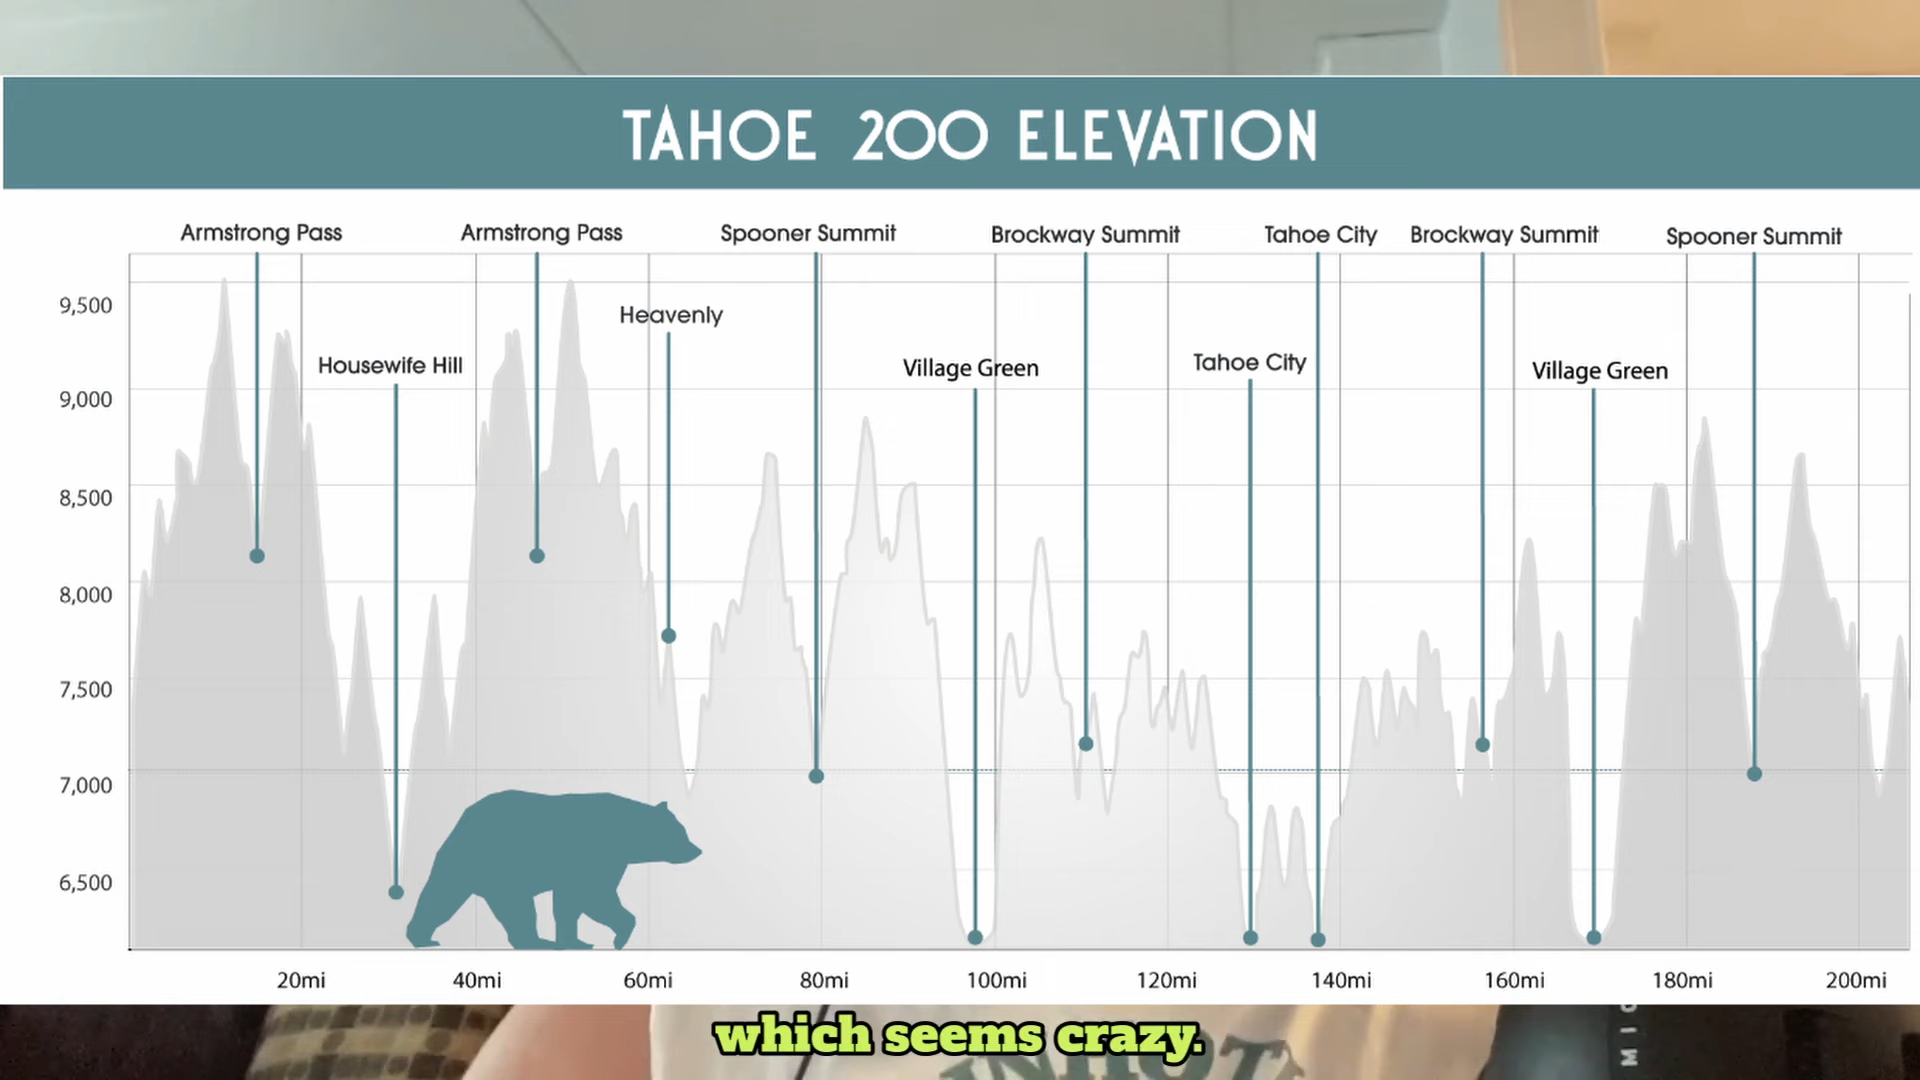 TAHOE 200 ELEVATION
Armstrong Pass
Armstrong Pass
Spooner Summit
Brockway Summit
Tahoe City
Brockway Summit
Spooner Summit
Heavenly
Housewife Hill
Village Green
Tahoe City
Village Green
9,500
9,000
8,500
8,000
7,500
7,000
6,500
20mi
40mi
60mi
80mi
100mi
120mi
140mi
160mi
180mi
200mi
which seems crazy.